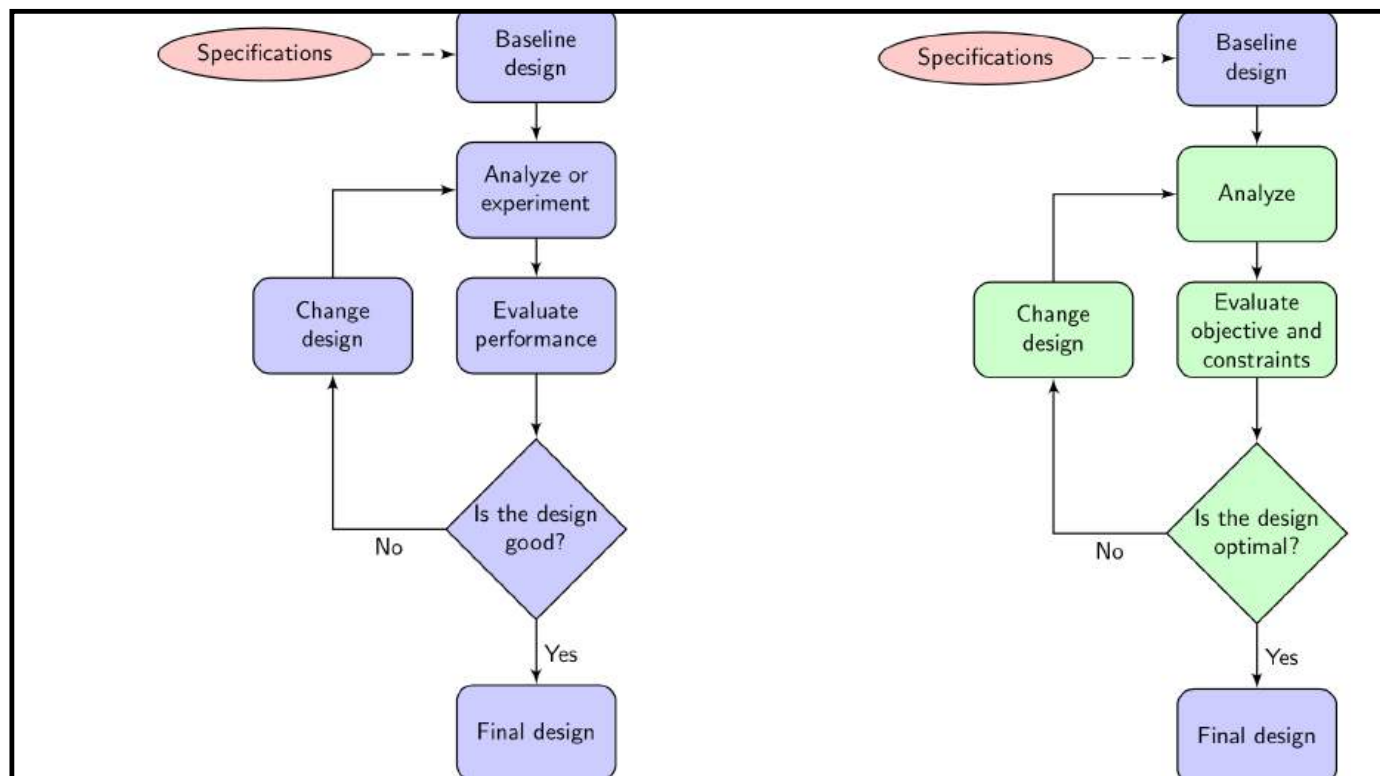 Specifications
Baseline
design
Analyze or
experiment
Change
design
Evaluate
performance
Is the design
good?
No
Yes
Final design
Specifications
Baseline
design
Analyze
Change
design
Evaluate
objective and
constraints
Is the design
optimal?
No
Yes
Final design